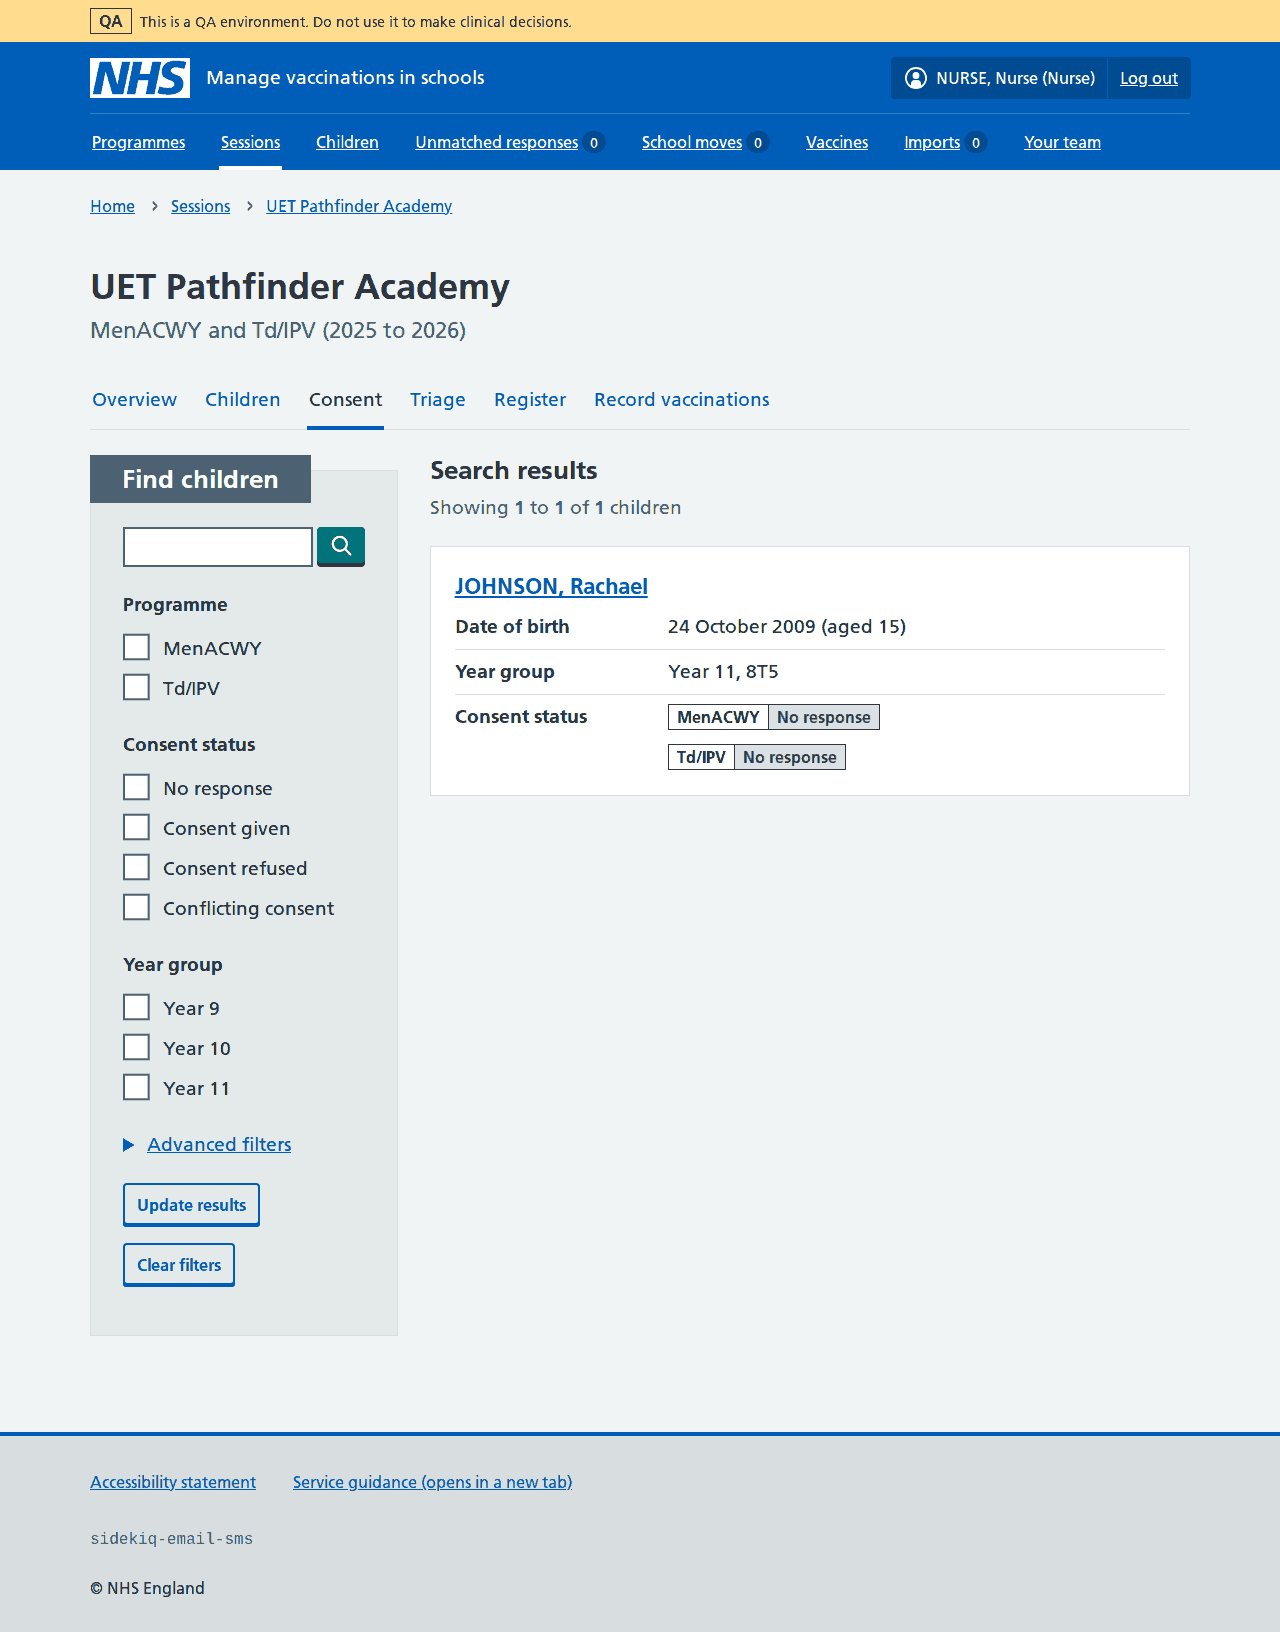 QA This is a QA environment. Do not use it to make clinical decisions.
NHS Manage vaccinations in schools NURSE, Nurse (Nurse) Log out
Programmes Sessions Children Unmatched responses 0 School moves 0 Vaccines Imports 0 Your team
Home Sessions UET Pathfinder Academy
UET Pathfinder Academy
MenACWY and Td/IPV (2025 to 2026)
Overview Children Consent Triage Register Record vaccinations
Find children
Programme
MenACWY
Td/IPV
Consent status
No response
Consent given
Consent refused
Conflicting consent
Year group
Year 9
Year 10
Year 11
Advanced filters
Update results
Clear filters
Search results
Showing 1 to 1 of 1 children
JOHNSON, Rachael
Date of birth 24 October 2009 (aged 15)
Year group Year 11, 8T5
Consent status MenACWY No response
Td/IPV No response
Accessibility statement Service guidance (opens in a new tab)
sidekiq-email-sms
© NHS England